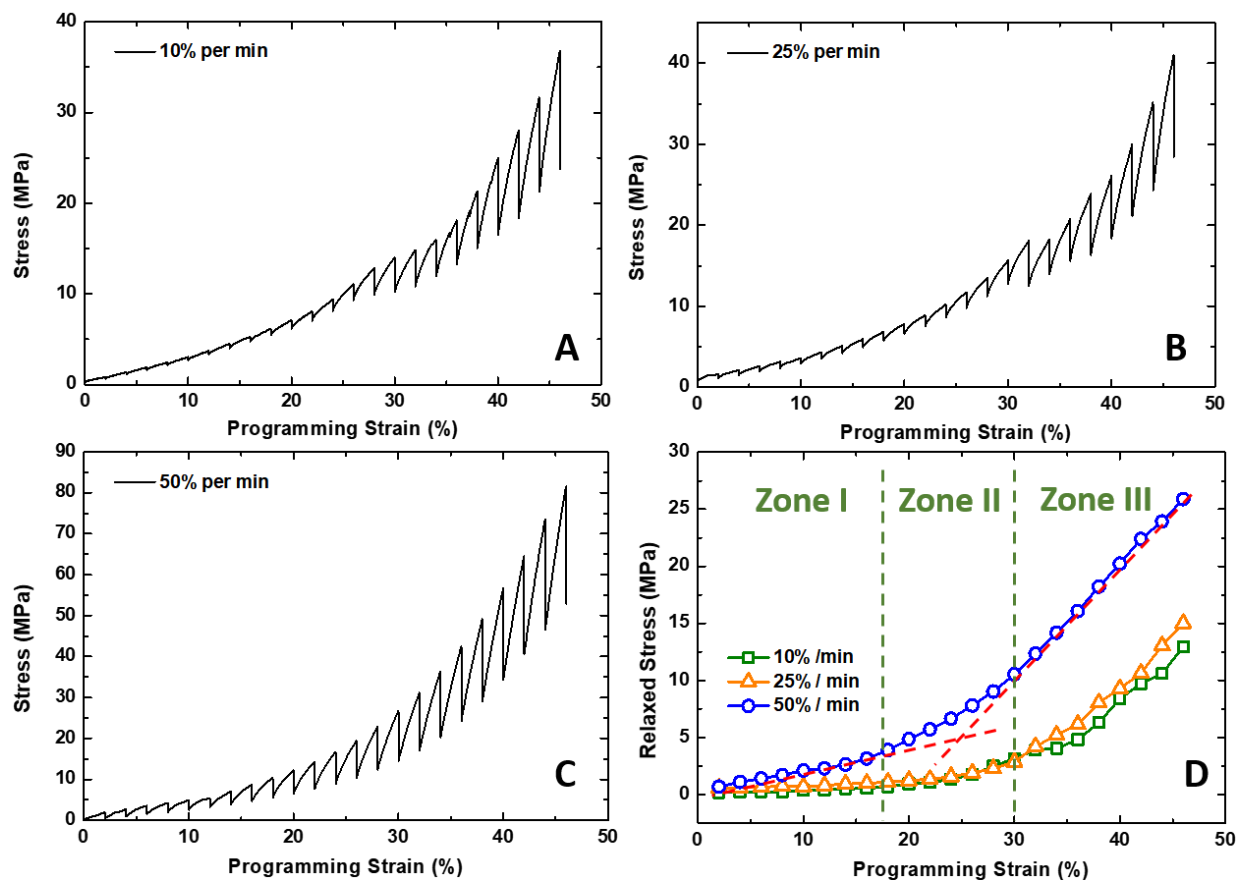 10% per min
40
30
20
10
0
Stress (MPa)
0 10 20 30 40 50
Programming Strain (%)
A
25% per min
40
30
20
10
0
Stress (MPa)
0 10 20 30 40 50
Programming Strain (%)
B
50% per min
90
80
70
60
50
40
30
20
10
0
Stress (MPa)
0 10 20 30 40 50
Programming Strain (%)
C
Zone I Zone II Zone III
10% /min
25% / min
50% / min
30
25
20
15
10
5
0
Relaxed Stress (MPa)
0 10 20 30 40 50
Programming Strain (%)
D